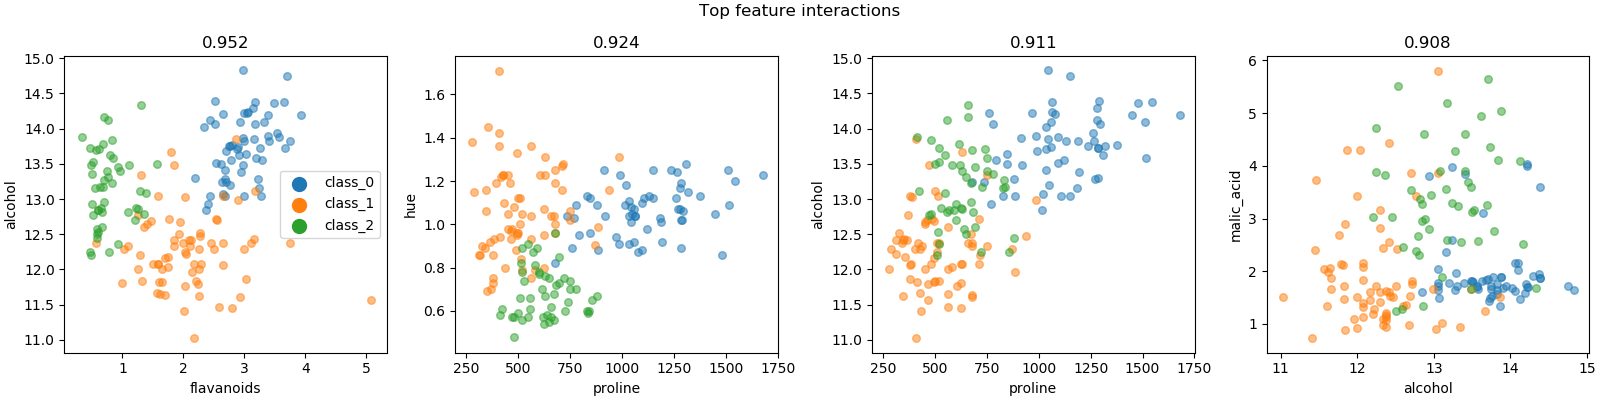 Top feature interactions
0.952
15.0
14.5
14.0
13.5
13.0
12.5
12.0
11.5
11.0
alcohol
1 2 3 4 5
flavanoids
class_0
class_1
class_2
0.924
1.6
1.4
1.2
1.0
0.8
0.6
hue
250 500 750 1000 1250 1500 1750
proline
0.911
15.0
14.5
14.0
13.5
13.0
12.5
12.0
11.5
11.0
alcohol
250 500 750 1000 1250 1500 1750
proline
0.908
6
5
4
3
2
1
malic_acid
11 12 13 14 15
alcohol